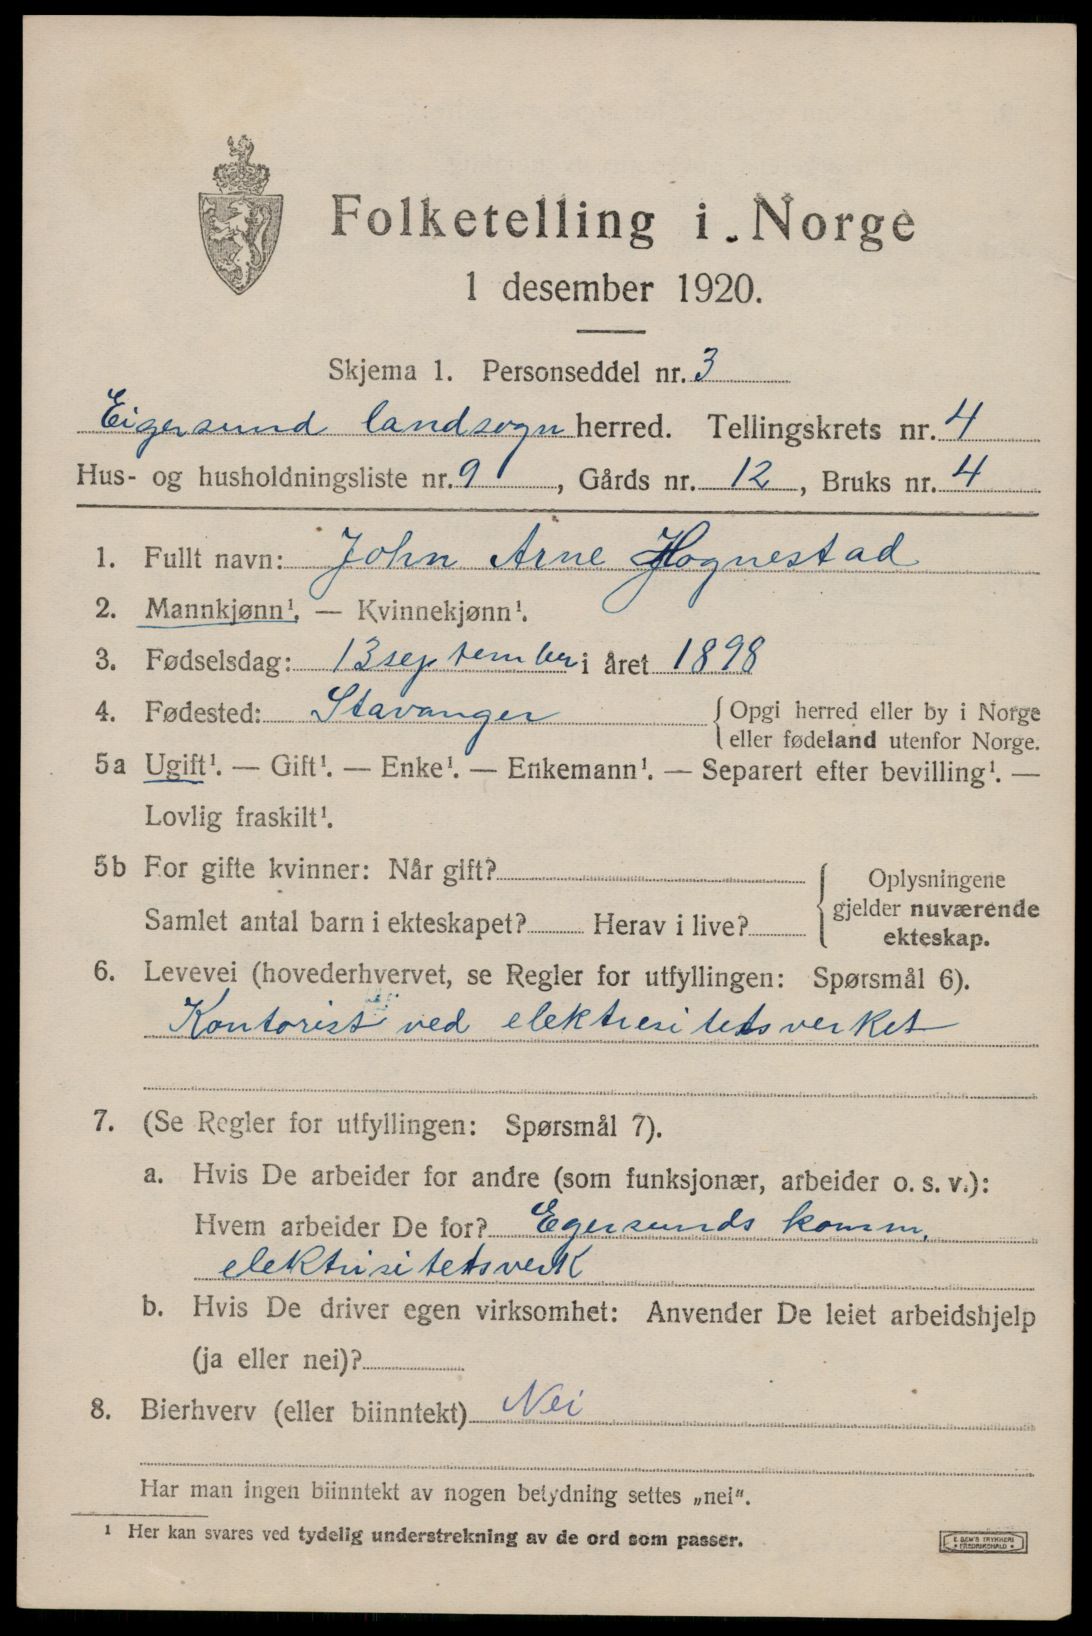 Folketelling i Norge
1 desember 1920.
Skjema 1. Personseddel nr. 3
Eigersund landsogn herred. Tellingskrets nr. 4
Hus- og husholdningsliste nr. 9, Gårds nr. 12, Bruks nr. 4
1. Fullt navn: John Arne Hognestad
2. Mannkjønn¹. — Kvinnekjønn¹.
3. Fødselsdag: 13 september i året 1898
4. Fødested: Stavanger { Opgi herred eller by i Norge
eller fødeland utenfor Norge.
5a Ugift¹. — Gift¹. — Enke¹. — Enkemann¹. — Separert efter bevilling¹. —
Lovlig fraskilt¹.
5b For gifte kvinner: Når gift?
Samlet antal barn i ekteskapet? Herav i live?
{ Oplysningene
gjelder nuværende
ekteskap.
6. Levevei (hovederhvervet, se Regler for utfyllingen: Spørsmål 6).
Kontorist ved elektresitetsverket
7. (Se Regler for utfyllingen: Spørsmål 7).
a. Hvis De arbeider for andre (som funksjonær, arbeider o. s. v.):
Hvem arbeider De for? Egersunds komm.
elektrisitetsverk
b. Hvis De driver egen virksomhet: Anvender De leiet arbeidshjelp
(ja eller nei)?
8. Bierhverv (eller biinntekt) Nei
Har man ingen biinntekt av nogen betydning settes „nei“.
¹ Her kan svares ved tydelig understrekning av de ord som passer.
E. SEM'S TRYKKERI
* FREDRIKSHALD *